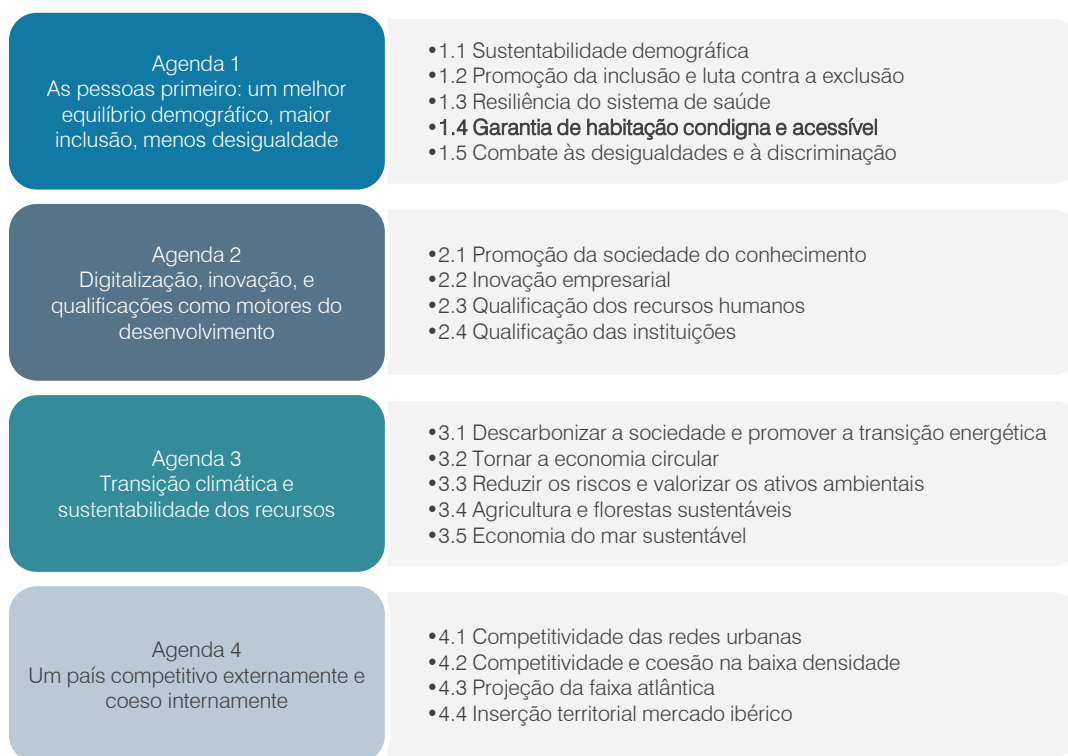 Agenda 1
As pessoas primeiro: um melhor
equilíbrio demográfico, maior
inclusão, menos desigualdade
•1.1 Sustentabilidade demográfica
•1.2 Promoção da inclusão e luta contra a exclusão
•1.3 Resiliência do sistema de saúde
•1.4 Garantia de habitação condigna e acessível
•1.5 Combate às desigualdades e à discriminação
Agenda 2
Digitalização, inovação, e
qualificações como motores do
desenvolvimento
•2.1 Promoção da sociedade do conhecimento
•2.2 Inovação empresarial
•2.3 Qualificação dos recursos humanos
•2.4 Qualificação das instituições
Agenda 3
Transição climática e
sustentabilidade dos recursos
•3.1 Descarbonizar a sociedade e promover a transição energética
•3.2 Tornar a economia circular
•3.3 Reduzir os riscos e valorizar os ativos ambientais
•3.4 Agricultura e florestas sustentáveis
•3.5 Economia do mar sustentável
Agenda 4
Um país competitivo externamente e
coeso internamente
•4.1 Competitividade das redes urbanas
•4.2 Competitividade e coesão na baixa densidade
•4.3 Projeção da faixa atlântica
•4.4 Inserção territorial mercado ibérico